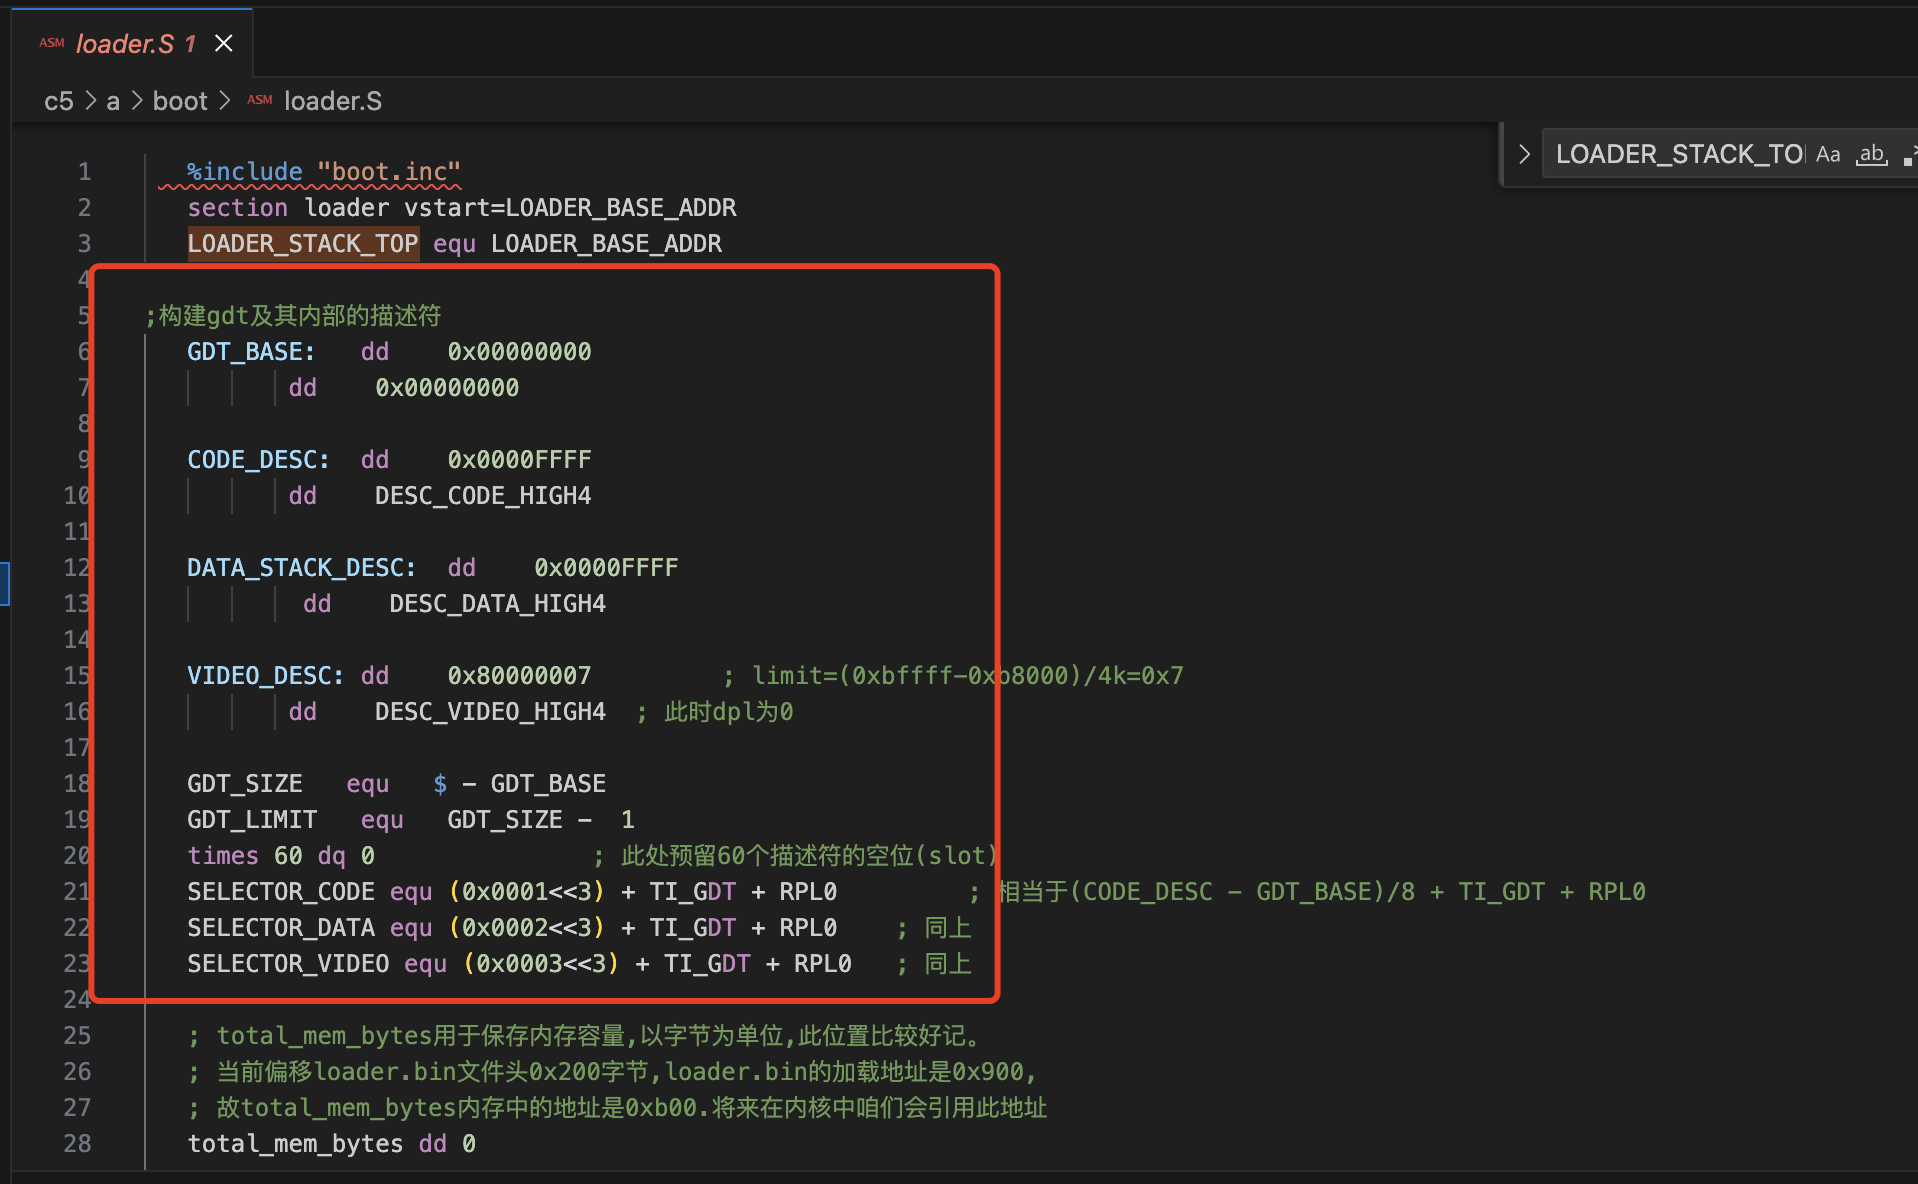 ASM loader.S 1
c5 > a > boot > ASM loader.S
LOADER_STACK_TO Aa ab
1 %include "boot.inc"
2 section loader vstart=LOADER_BASE_ADDR
3 LOADER_STACK_TOP equ LOADER_BASE_ADDR
4
5 ;构建gdt及其内部的描述符
6 GDT_BASE: dd 0x00000000
7 dd 0x00000000
8
9 CODE_DESC: dd 0x0000FFFF
10 dd DESC_CODE_HIGH4
11
12 DATA_STACK_DESC: dd 0x0000FFFF
13 dd DESC_DATA_HIGH4
14
15 VIDEO_DESC: dd 0x80000007 ; limit=(0xbffff-0xb8000)/4k=0x7
16 dd DESC_VIDEO_HIGH4 ; 此时dpl为0
17
18 GDT_SIZE equ $ - GDT_BASE
19 GDT_LIMIT equ GDT_SIZE - 1
20 times 60 dq 0 ; 此处预留60个描述符的空位(slot)
21 SELECTOR_CODE equ (0x0001<<3) + TI_GDT + RPL0 ; 相当于(CODE_DESC - GDT_BASE)/8 + TI_GDT + RPL0
22 SELECTOR_DATA equ (0x0002<<3) + TI_GDT + RPL0 ; 同上
23 SELECTOR_VIDEO equ (0x0003<<3) + TI_GDT + RPL0 ; 同上
24
25 ; total_mem_bytes用于保存内存容量,以字节为单位,此位置比较好记。
26 ; 当前偏移loader.bin文件头0x200字节,loader.bin的加载地址是0x900,
27 ; 故total_mem_bytes内存中的地址是0xb00.将来在内核中咱们会引用此地址
28 total_mem_bytes dd 0